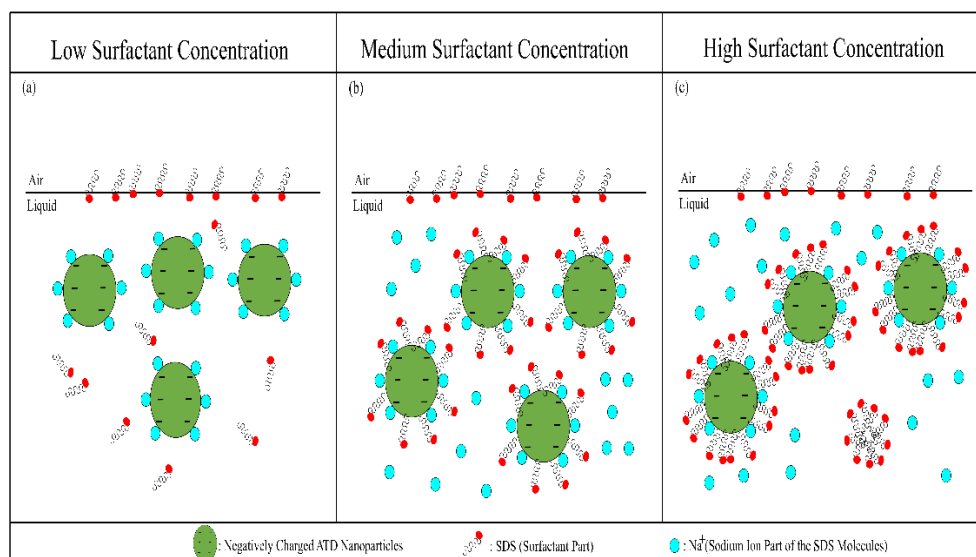 Low Surfactant Concentration
Medium Surfactant Concentration
High Surfactant Concentration
(a)
(b)
(c)
Air
Liquid
Air
Liquid
Air
Liquid
: Negatively Charged ATD Nanoparticles
: SDS (Surfactant Part)
: Na+(Sodium Ion Part of the SDS Molecules)